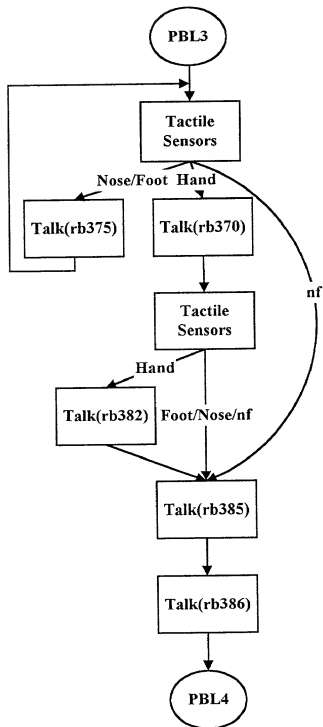 PBL3
Tactile
Sensors
Nose/Foot Hand
Talk(rb375)
Talk(rb370)
nf
Tactile
Sensors
Hand
Talk(rb382)
Foot/Nose/nf
Talk(rb385)
Talk(rb386)
PBL4